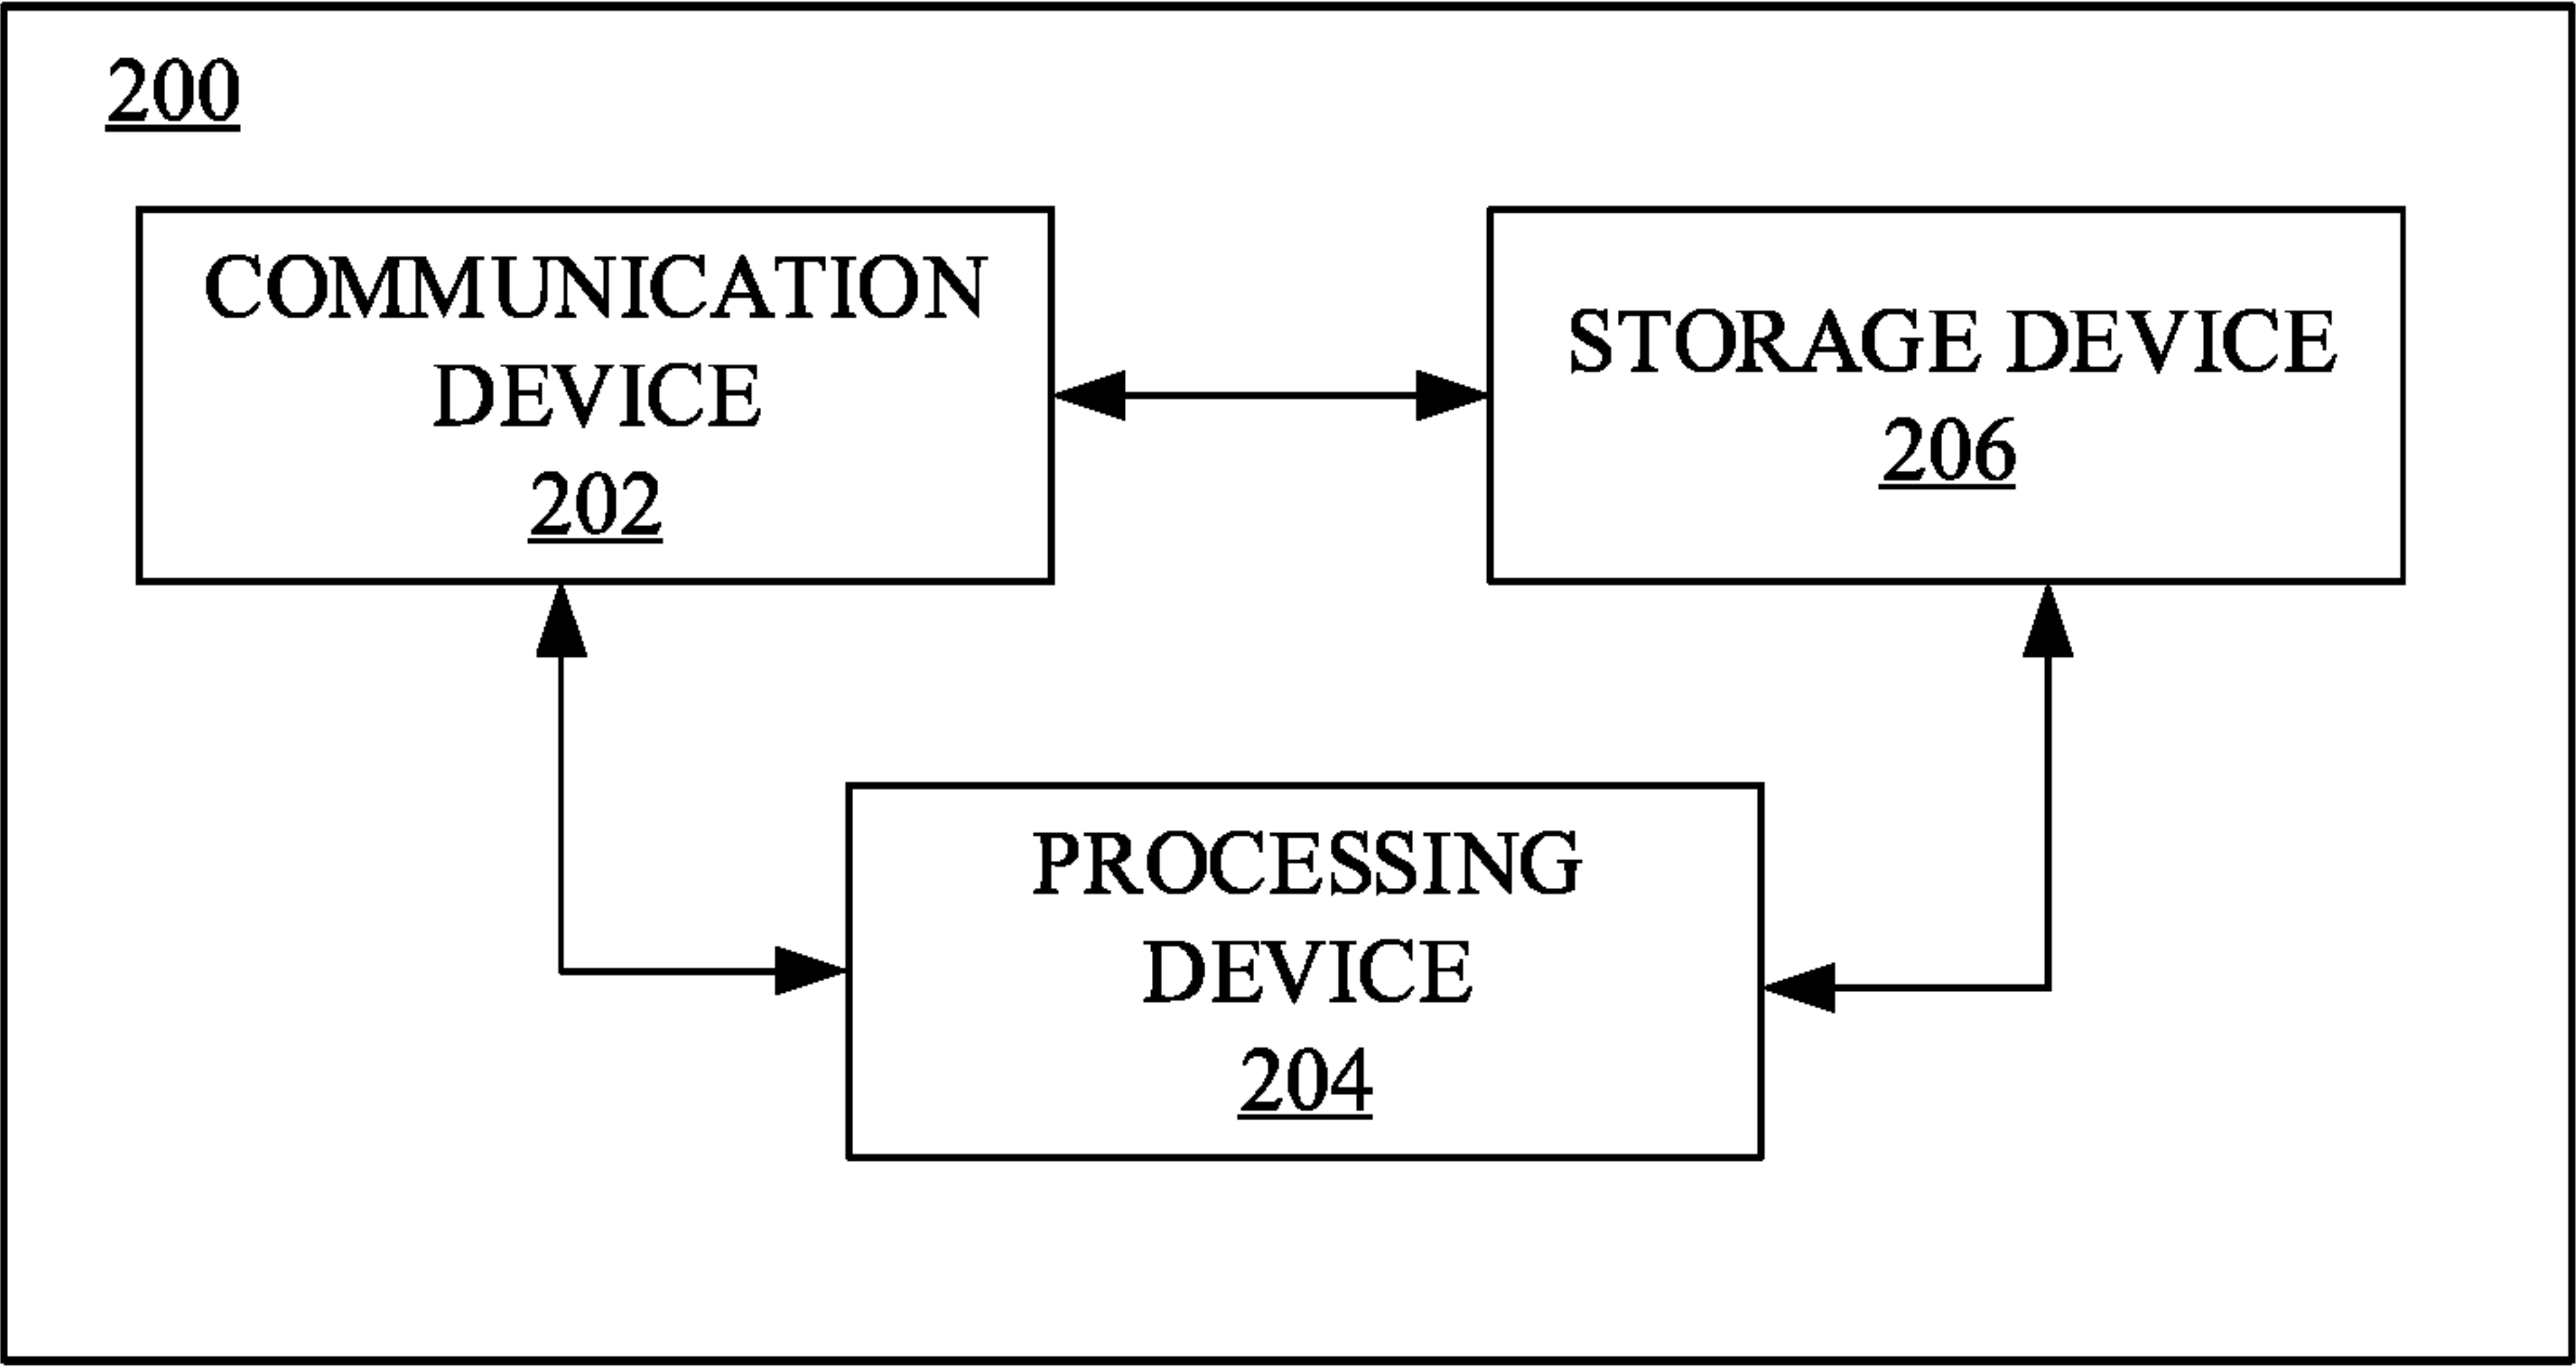 200
COMMUNICATION
DEVICE
202
STORAGE DEVICE
206
PROCESSING
DEVICE
204